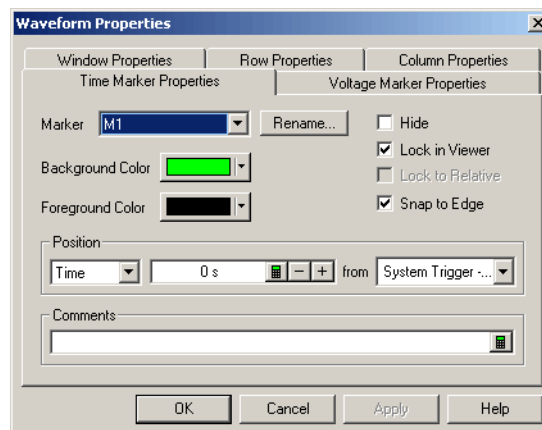 Waveform Properties
Window Properties
Row Properties
Column Properties
Time Marker Properties
Voltage Marker Properties
Marker
M1
Rename...
Hide
Lock in Viewer
Background Color
Lock to Relative
Foreground Color
Snap to Edge
Position
Time
0 s
from
System Trigger -...
Comments
OK
Cancel
Apply
Help